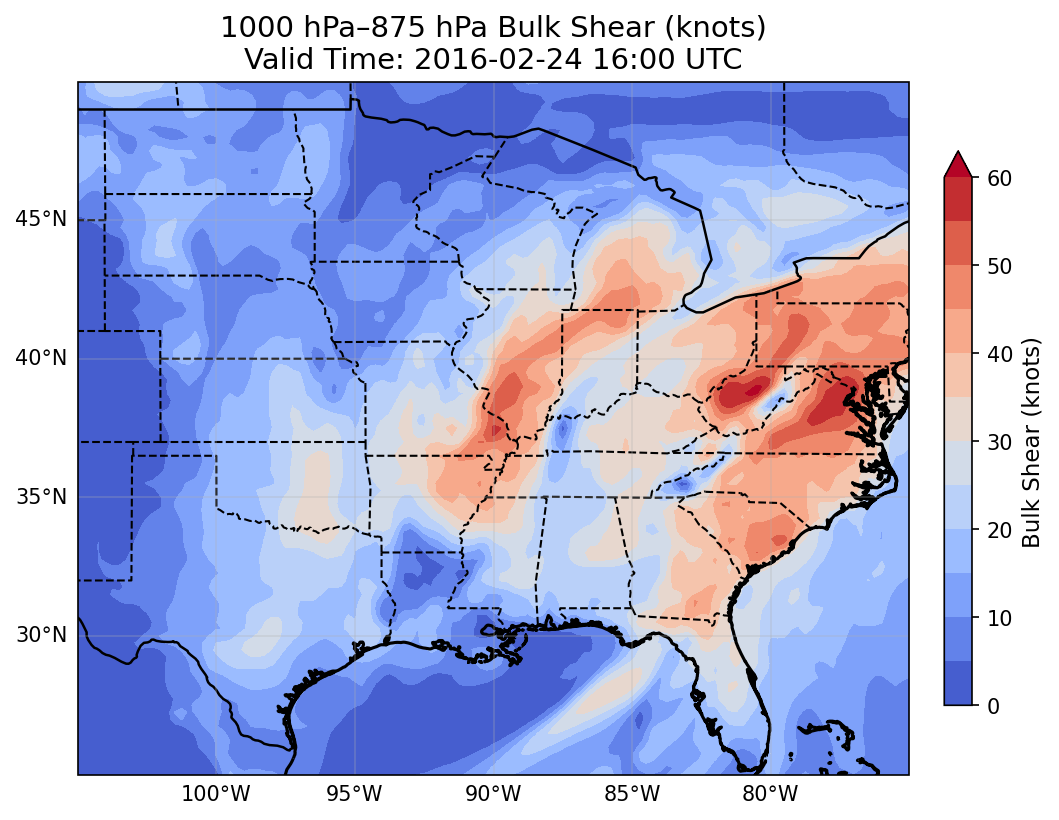 1000 hPa–875 hPa Bulk Shear (knots)
Valid Time: 2016-02-24 16:00 UTC
45°N
40°N
35°N
30°N
100°W
95°W
90°W
85°W
80°W
60
50
40
30
20
10
0
Bulk Shear (knots)